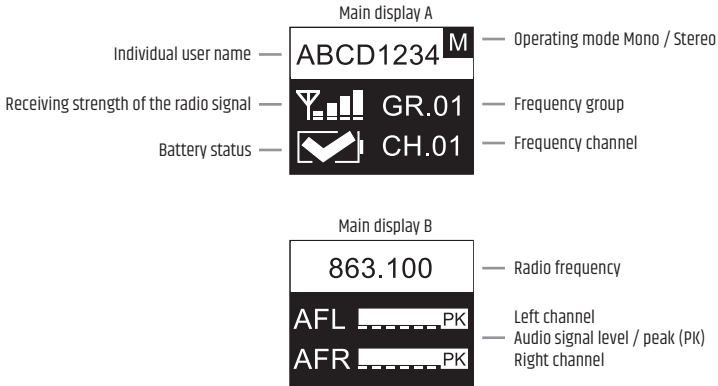 Main display A
Individual user name
ABCD1234
M
Operating mode Mono / Stereo
Receiving strength of the radio signal
GR.01
Frequency group
Battery status
CH.01
Frequency channel
Main display B
863.100
Radio frequency
AFL
PK
Left channel
Audio signal level / peak (PK)
AFR
PK
Right channel